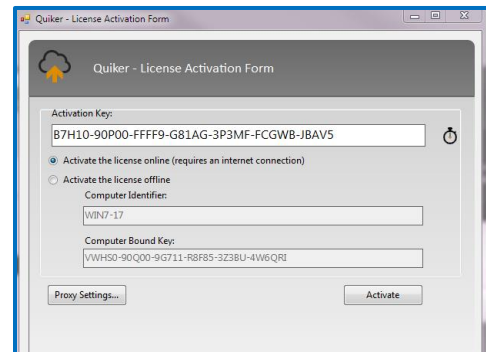 Quiker - License Activation Form
Quiker - License Activation Form
Activation Key:
B7H10-90P00-FFFF9-G81AG-3P3MF-FCGWB-JBAV5
Activate the license online (requires an internet connection)
Activate the license offline
Computer Identifier:
WIN7-17
Computer Bound Key:
VWHS0-90Q00-9G711-R8F85-3Z3BU-4W6QRI
Proxy Settings...
Activate